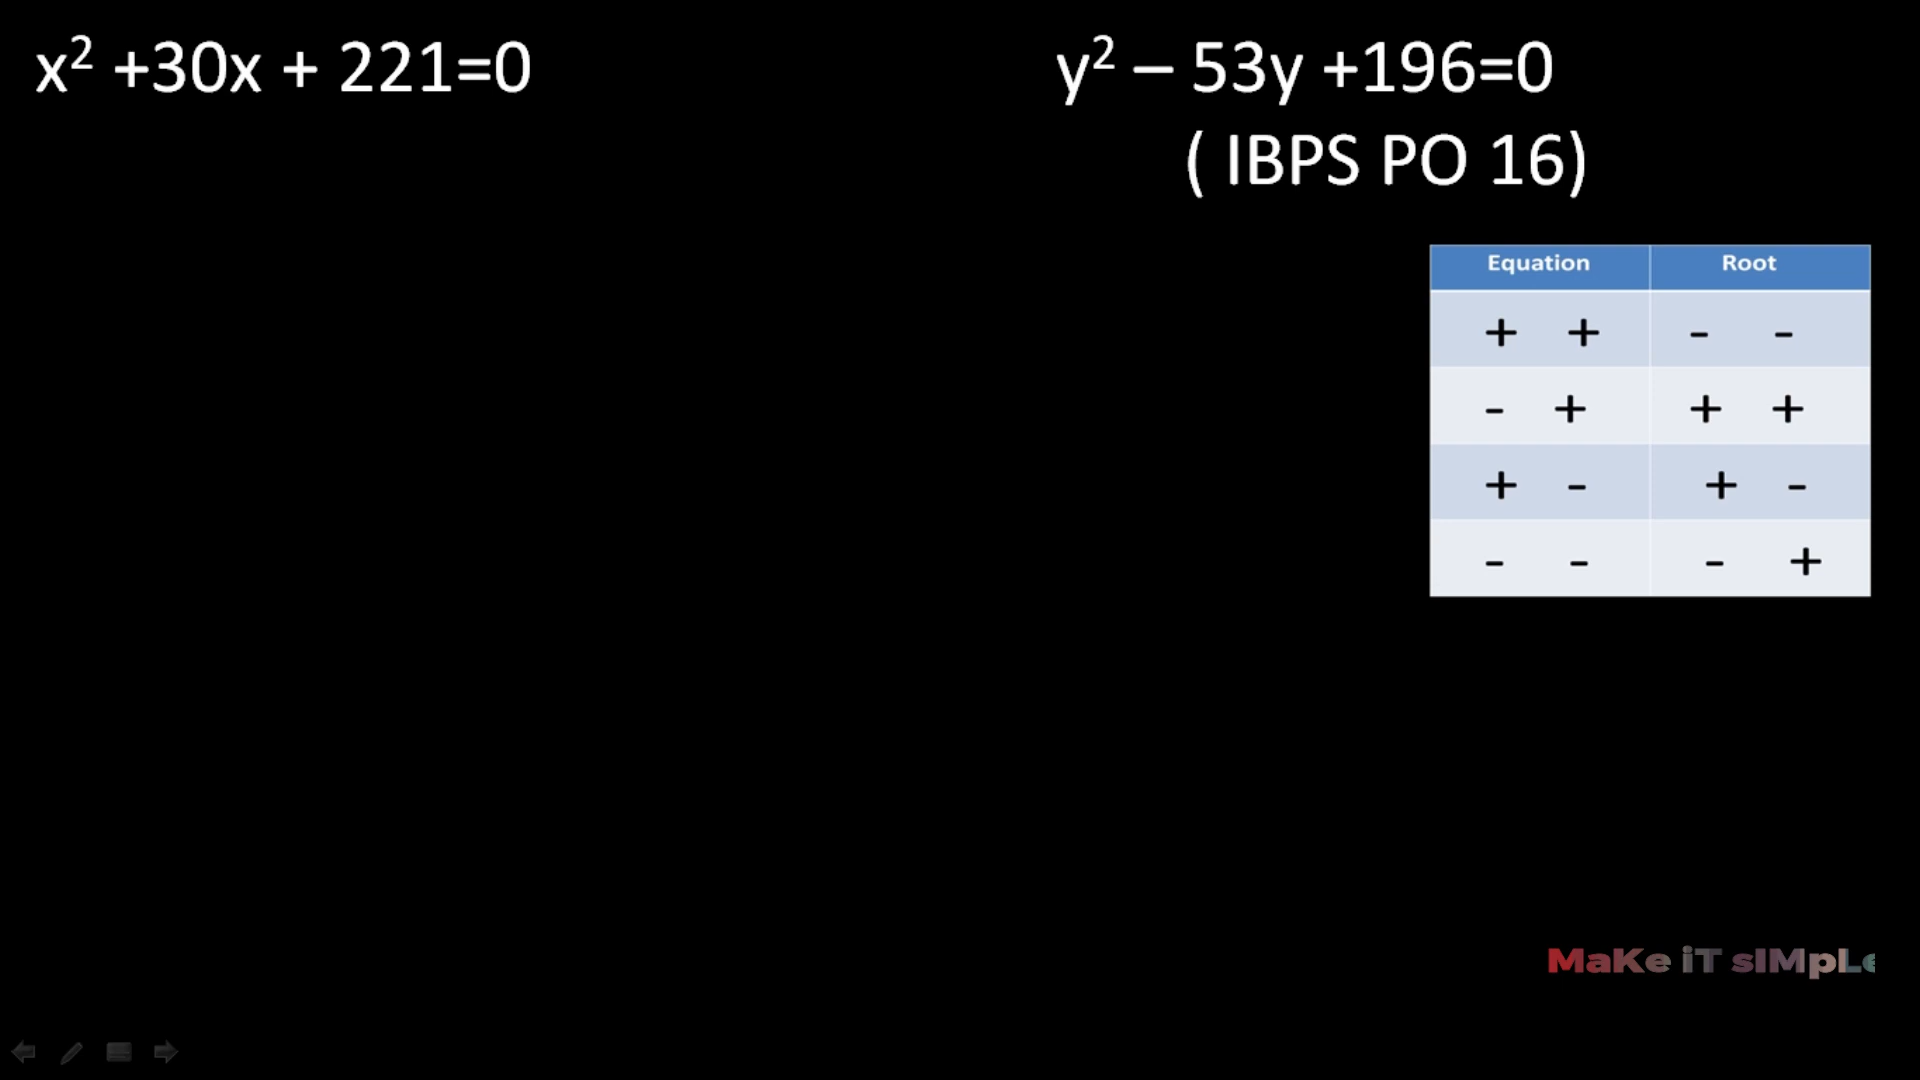 x² +30x + 221=0
y² – 53y +196=0
( IBPS PO 16)
Equation Root
+ + - -
- + + +
+ - + -
- - - +
MaKe iT sIMpLe